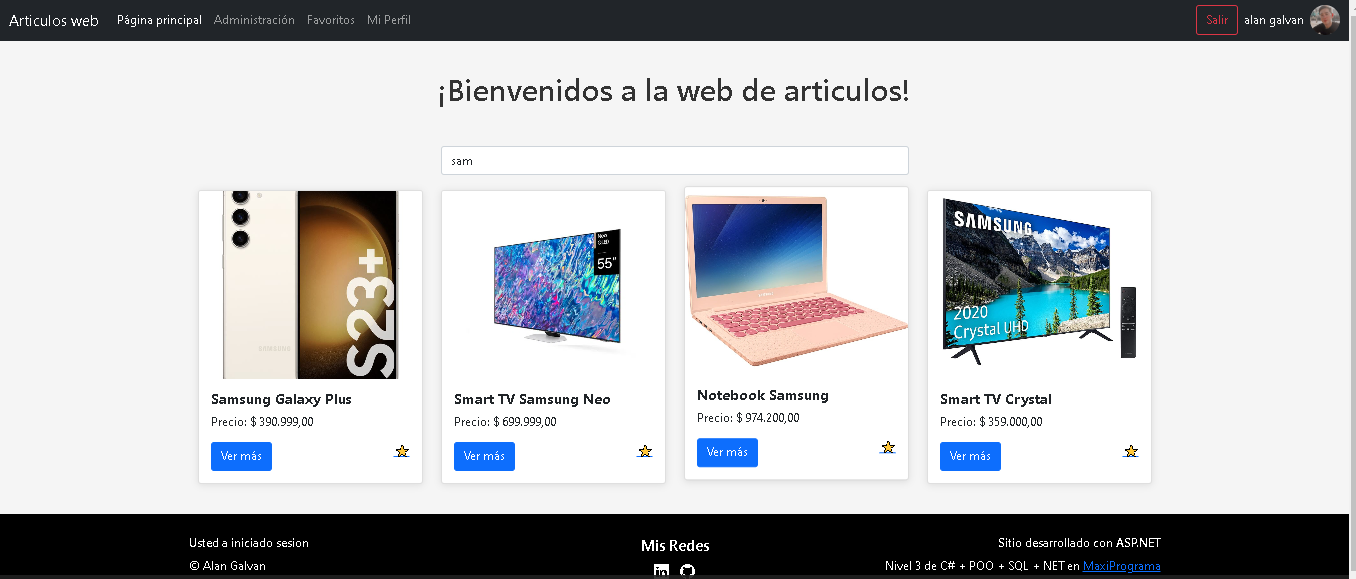 Articulos web Página principal Administración Favoritos Mi Perfil Salir alan galvan
¡Bienvenidos a la web de articulos!
sam
S23+
SAMSUNG
New
QLED
55"
SAMSUNG
2020
Crystal UHD
Samsung Galaxy Plus
Precio: $ 390.999,00
Ver más
Smart TV Samsung Neo
Precio: $ 699.999,00
Ver más
Notebook Samsung
Precio: $ 974.200,00
Ver más
Smart TV Crystal
Precio: $ 359.000,00
Ver más
Usted a iniciado sesion
© Alan Galvan
Mis Redes
in
Sitio desarrollado con ASP.NET
Nivel 3 de C# + POO + SQL + NET en MaxiPrograma